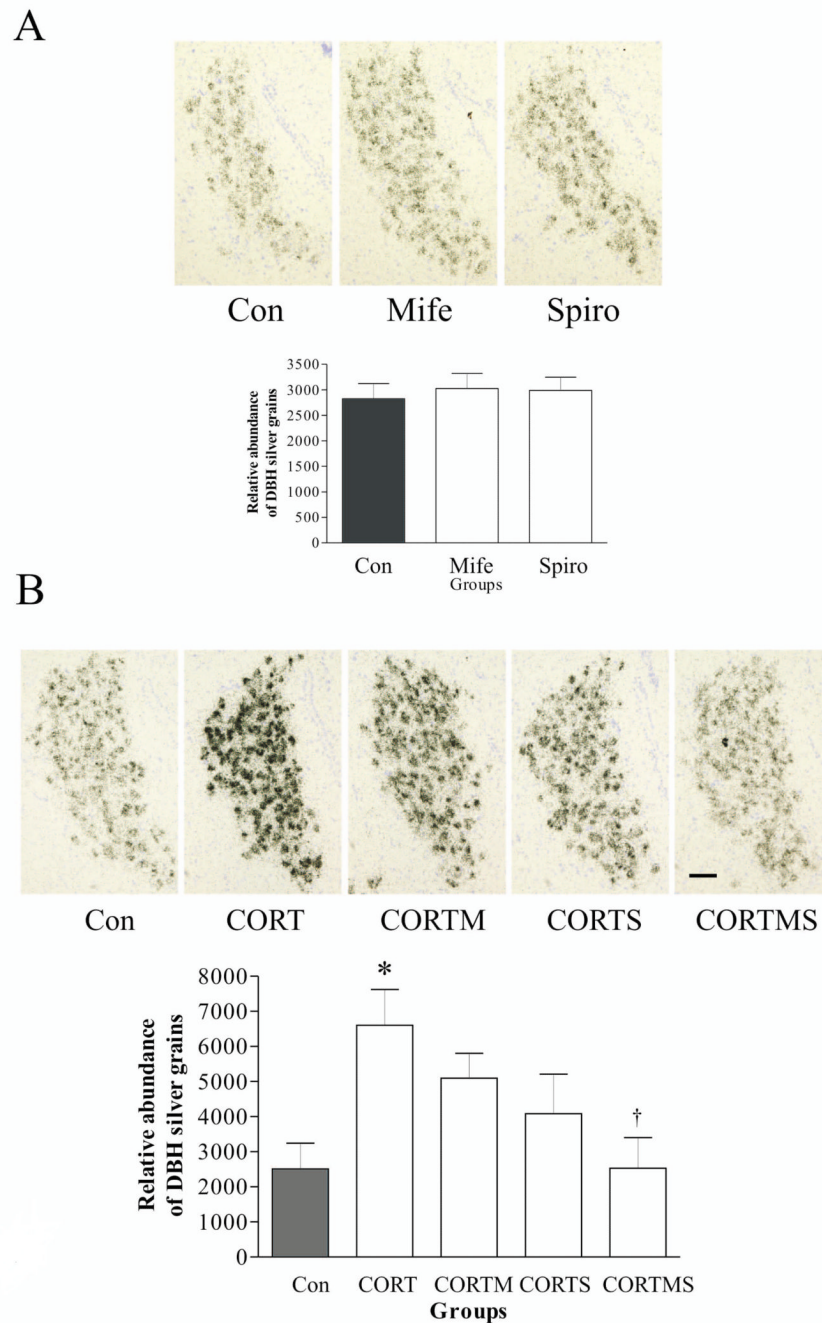 A
Con Mife Spiro
Relative abundance
of DBH silver grains
3500
3000
2500
2000
1500
1000
500
0
Con Mife Spiro
Groups
B
Con CORT CORTM CORTS CORTMS
Relative abundance
of DBH silver grains
8000
7000
6000
5000
4000
3000
2000
1000
0
*
†
Con CORT CORTM CORTS CORTMS
Groups